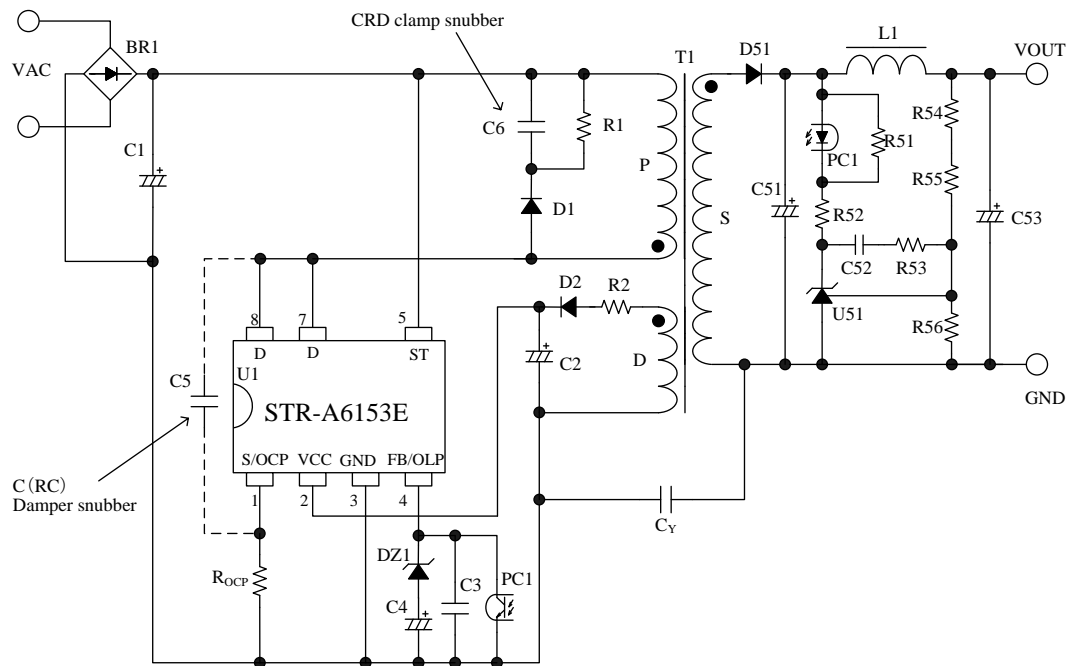 CRD clamp snubber
BR1
VAC
C1
C6
R1
D1
P
T1
S
D51
L1
VOUT
PC1
R51
R52
C51
C52
R53
R54
R55
R56
U51
C53
GND
D2
R2
C2
D
8
7
5
D
D
ST
U1
STR-A6153E
S/OCP
VCC
GND
FB/OLP
1
2
3
4
C5
C(RC)
Damper snubber
ROCP
DZ1
C4
C3
PC1
CY